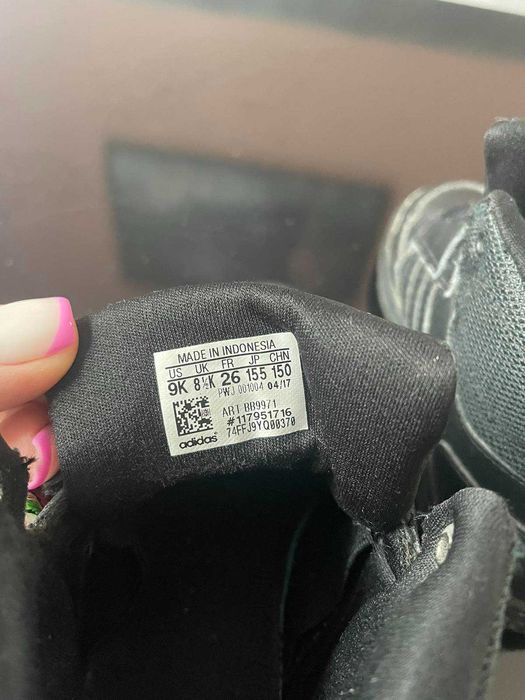 MADE IN INDONESIA
US UK FR JP CHN
9K 8½K 26 155 150
PWJ 001004 04/17
ART BB9971
#117951716
74FFJ9YQ00370
adidas